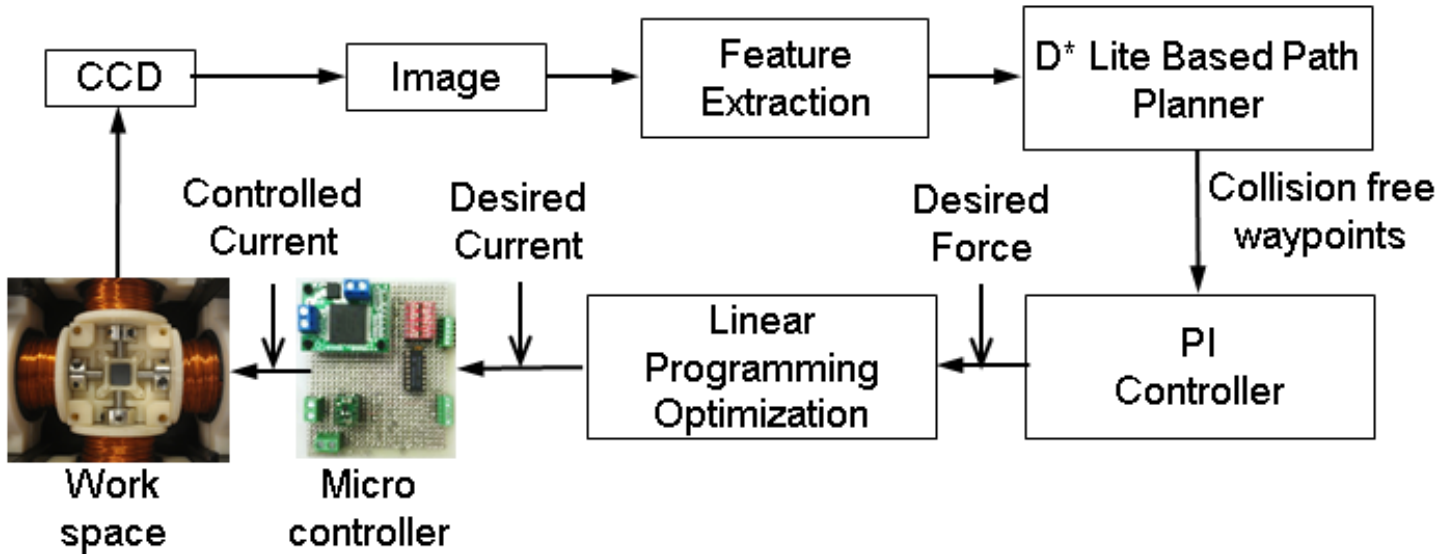 CCD
Image
Feature
Extraction
D* Lite Based Path
Planner
Controlled
Current
Desired
Current
Desired
Force
Collision free
waypoints
Linear
Programming
Optimization
PI
Controller
Work
space
Micro
controller